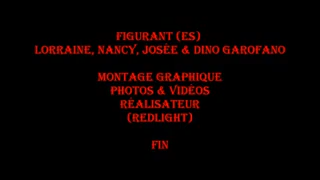 FIGURANT (ES)
LORRAINE, NANCY, JOSÉE & DINO GAROFANO
MONTAGE GRAPHIQUE
PHOTOS & VIDÉOS
RÉALISATEUR
(REDLIGHT)
FIN